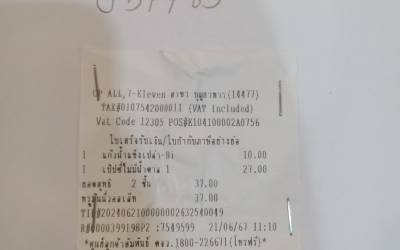 CP ALL,7-Eleven สาขา (14477)
TAX#0107542000011 (VAT Included)
Vat Code 12305 POS#E104100002A0756
ใบเสร็จรับเงิน/ใบกำกับภาษีอย่างย่อ
1 แก้วน้ำแข็งเปล่า-Bi 10.00
1 เป๊ปซี่ไม่มีน้ำตาล 1 27.00
ยอดสุทธิ 2 ชิ้น 37.00
ทรูมันนี่วอลเล็ท 37.00
TID#2024062100000002632540049
R#0000399198P2 :7549599 21/06/67 11:10
*ศูนย์ลูกค้าสัมพันธ์ ตจว.1800-226671(โทรฟรี)